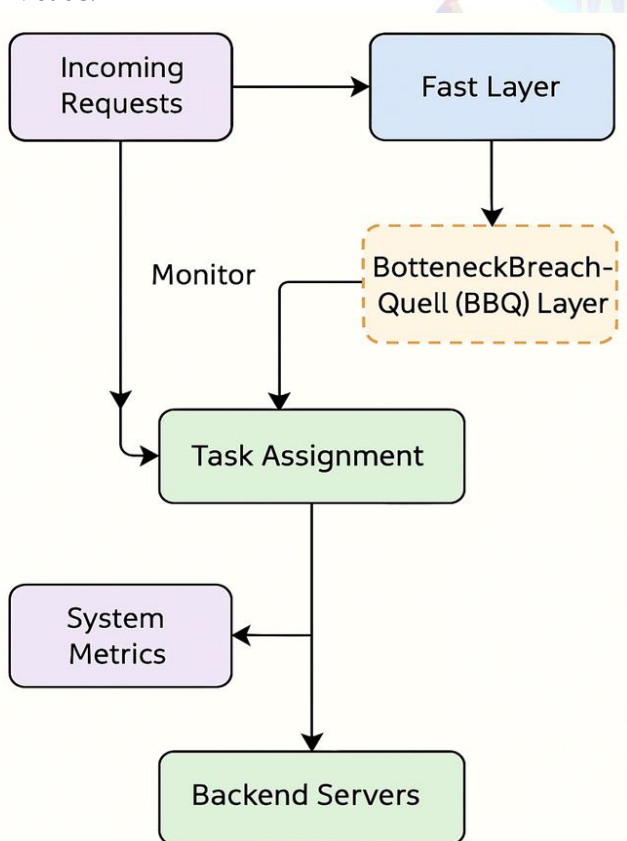 Incoming
Requests
Fast Layer
Monitor
BotteneckBreach-
Quell (BBQ) Layer
Task Assignment
System
Metrics
Backend Servers